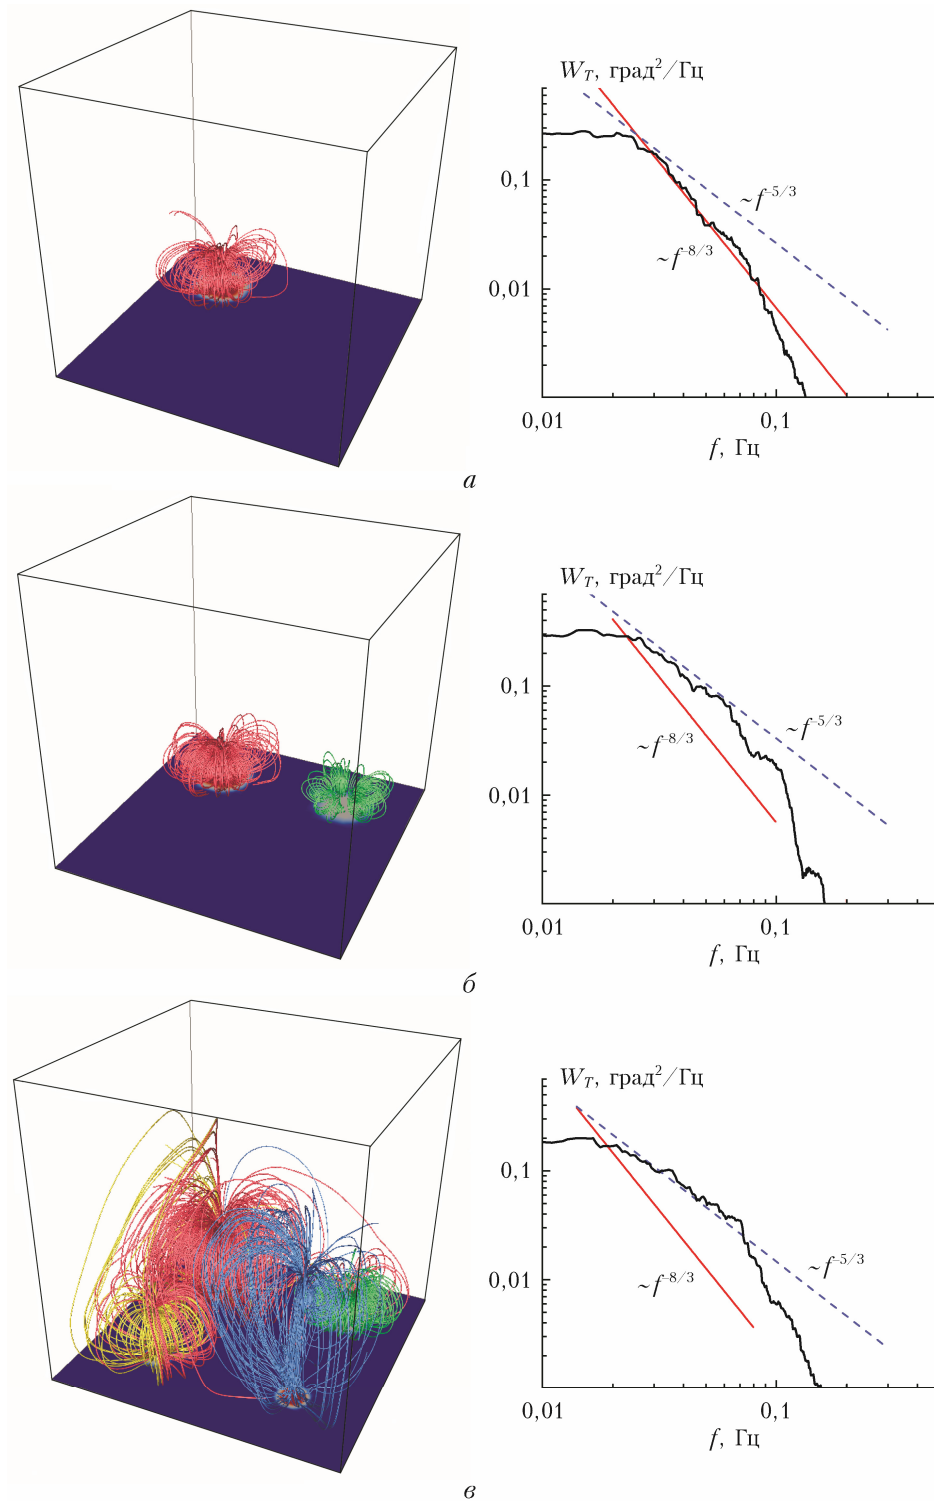 W_T, град²/Гц
0,1
~f^−5/3
~f^−8/3
0,01
0,01
0,1
f, Гц
а
W_T, град²/Гц
0,1
~f^−5/3
~f^−8/3
0,01
0,01
0,1
f, Гц
б
W_T, град²/Гц
0,1
~f^−5/3
~f^−8/3
0,01
0,01
0,1
f, Гц
в